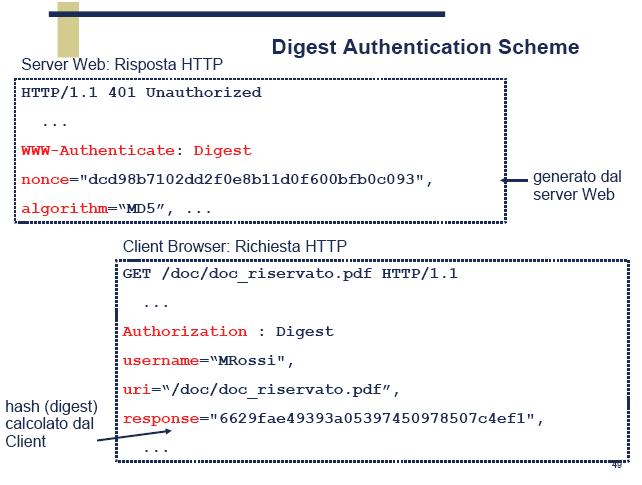 Digest Authentication Scheme
Server Web: Risposta HTTP
HTTP/1.1 401 Unauthorized
...
WWW-Authenticate: Digest
nonce="dcd98b7102dd2f0e8b11d0f600bfb0c093",
algorithm=“MD5”, ...
generato dal
server Web
Client Browser: Richiesta HTTP
GET /doc/doc_riservato.pdf HTTP/1.1
...
Authorization : Digest
username=“MRossi",
uri=“/doc/doc_riservato.pdf”,
response="6629fae49393a05397450978507c4ef1",
...
hash (digest)
calcolato dal
Client
49